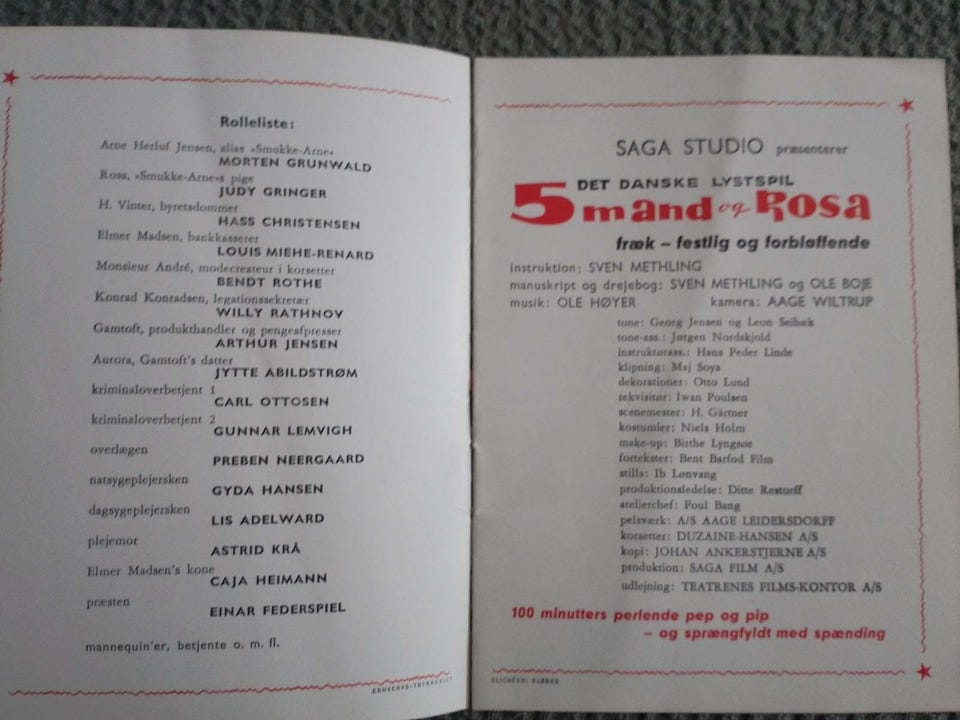 Rolleliste:
Arne Herluf Jensen, alias »Smukke-Arne«
MORTEN GRUNWALD
Rosa, »Smukke-Arne«s pige
JUDY GRINGER
H. Vinter, byretsdommer
HASS CHRISTENSEN
Elmer Madsen, bankkasserer
LOUIS MIEHE-RENARD
Monsieur André, modecreateur i korsetter
BENDT ROTHE
Konrad Konradsen, legationssekretær
WILLY RATHNOV
Gamtoft, produkthandler og pengeafpresser
ARTHUR JENSEN
Aurora, Gamtoft's datter
JYTTE ABILDSTRØM
kriminaloverbetjent 1
CARL OTTOSEN
kriminaloverbetjent 2
GUNNAR LEMVIGH
overlægen
PREBEN NEERGAARD
natsygeplejersken
GYDA HANSEN
dagsygeplejersken
LIS ADELWARD
plejemor
ASTRID KRÅ
Elmer Madsen's kone
CAJA HEIMANN
præsten
EINAR FEDERSPIEL
mannequin'er, betjente o. m. fl.
ERHVERVS-TRYKKERIET
SAGA STUDIO præsenterer
DET DANSKE LYSTSPIL
5 mand og Rosa
fræk – festlig og forbløffende
instruktion: SVEN METHLING
manuskript og drejebog: SVEN METHLING og OLE BOJE
musik: OLE HØYER kamera: AAGE WILTRUP
tone: Georg Jensen og Leon Seibæk
tone-ass.: Jørgen Nordskjold
instruktørass.: Hans Peder Linde
klipning: Maj Soya
dekorationer: Otto Lund
rekvisitør: Iwan Poulsen
scenemester: H. Gärtner
kostumier: Niels Holm
make-up: Birthe Lyngsøe
fortekster: Bent Barfod Film
stills: Ib Lønvang
produktionsledelse: Ditte Restorff
atelierchef: Poul Bang
pelsværk: A/S AAGE LEIDERSDORFF
korsetter: DUZAINE-HANSEN A/S
kopi: JOHAN ANKERSTJERNE A/S
produktion: SAGA FILM A/S
udlejning: TEATRENES FILMS-KONTOR A/S
100 minutters perlende pep og pip
– og sprængfyldt med spænding
CLICHÉER: